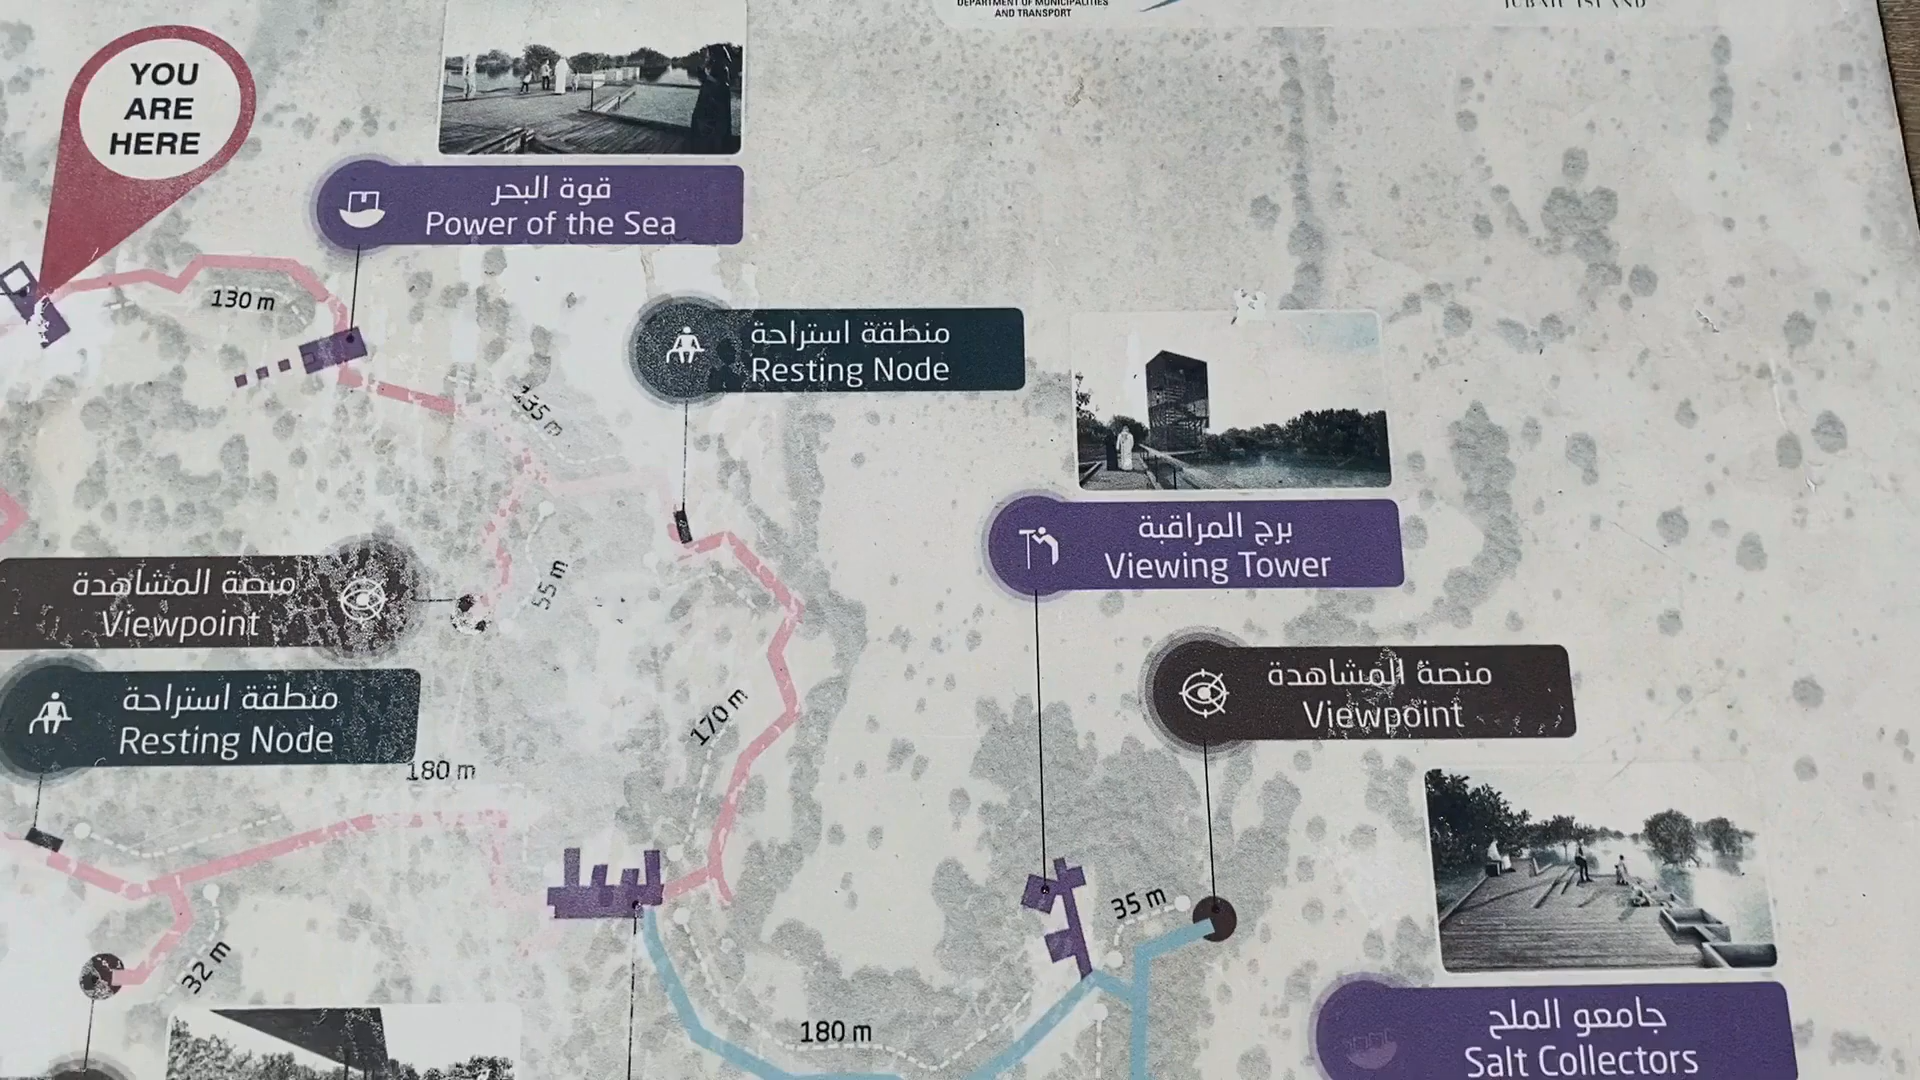 DEPARTMENT OF MUNICIPALITIES
AND TRANSPORT
JUBAIL ISLAND
YOU
ARE
HERE
قوة البحر
Power of the Sea
130 m
منطقة استراحة
Resting Node
135 m
برج المراقبة
Viewing Tower
منصة المشاهدة
Viewpoint
55 m
منصة المشاهدة
Viewpoint
منطقة استراحة
Resting Node
170 m
180 m
35 m
32 m
180 m
جامعو الملح
Salt Collectors